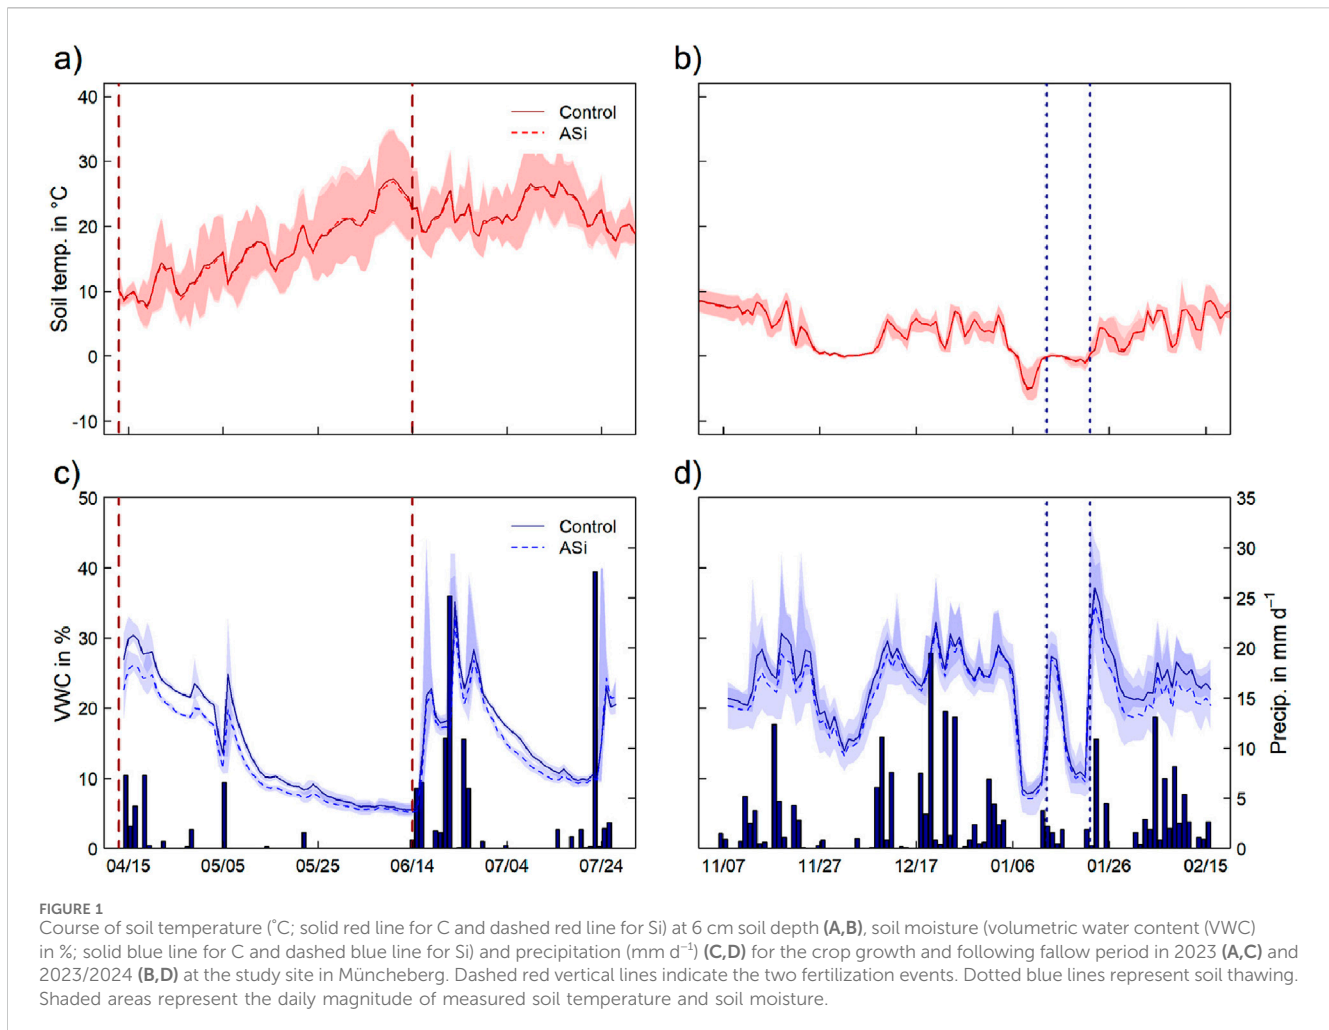 a)
b)
40
30
20
10
0
-10
Soil temp. in °C
Control
ASi
c)
d)
50
40
30
20
10
0
VWC in %
Control
ASi
35
30
25
20
15
10
5
0
Precip. in mm d⁻¹
04/15 05/05 05/25 06/14 07/04 07/24
11/07 11/27 12/17 01/06 01/26 02/15
FIGURE 1
Course of soil temperature (°C; solid red line for C and dashed red line for Si) at 6 cm soil depth (A,B), soil moisture (volumetric water content (VWC)
in %; solid blue line for C and dashed blue line for Si) and precipitation (mm d⁻¹) (C,D) for the crop growth and following fallow period in 2023 (A,C) and
2023/2024 (B,D) at the study site in Müncheberg. Dashed red vertical lines indicate the two fertilization events. Dotted blue lines represent soil thawing.
Shaded areas represent the daily magnitude of measured soil temperature and soil moisture.